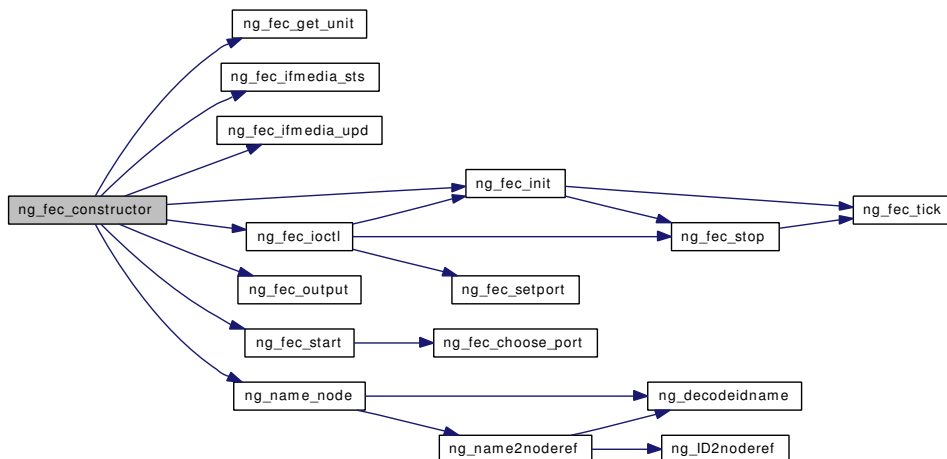 ng_fec_get_unit
ng_fec_ifmedia_sts
ng_fec_ifmedia_upd
ng_fec_init
ng_fec_constructor
ng_fec_tick
ng_fec_ioctl
ng_fec_stop
ng_fec_output
ng_fec_setport
ng_fec_start
ng_fec_choose_port
ng_name_node
ng_decodeidname
ng_name2noderef
ng_ID2noderef